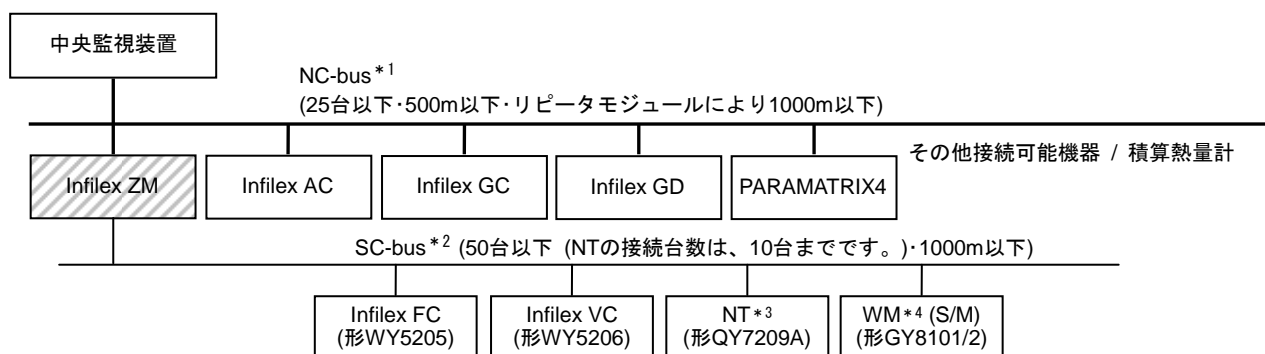 中央監視装置
NC-bus*1
(25台以下･500m以下･リピータモジュールにより1000m以下)
その他接続可能機器 / 積算熱量計
Infilex ZM
Infilex AC
Infilex GC
Infilex GD
PARAMATRIX4
SC-bus*2 (50台以下 (NTの接続台数は、10台までです。)･1000m以下)
Infilex FC
(形WY5205)
Infilex VC
(形WY5206)
NT*3
(形QY7209A)
WM*4 (S/M)
(形GY8101/2)